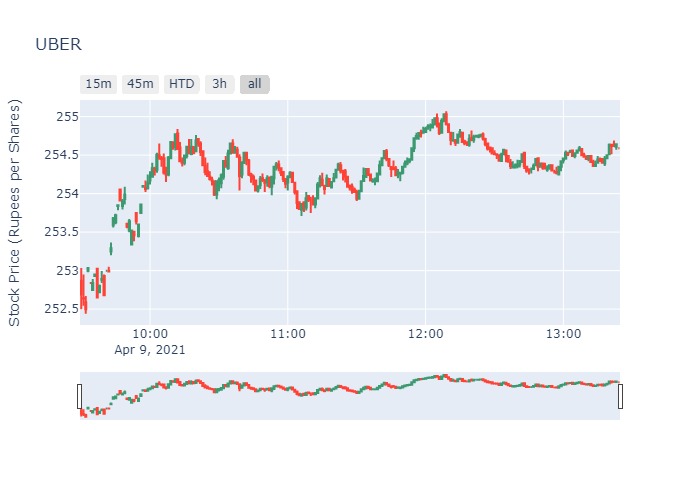 UBER
15m 45m HTD 3h all
Stock Price (Rupees per Shares)
255
254.5
254
253.5
253
252.5
10:00 11:00 12:00 13:00
Apr 9, 2021